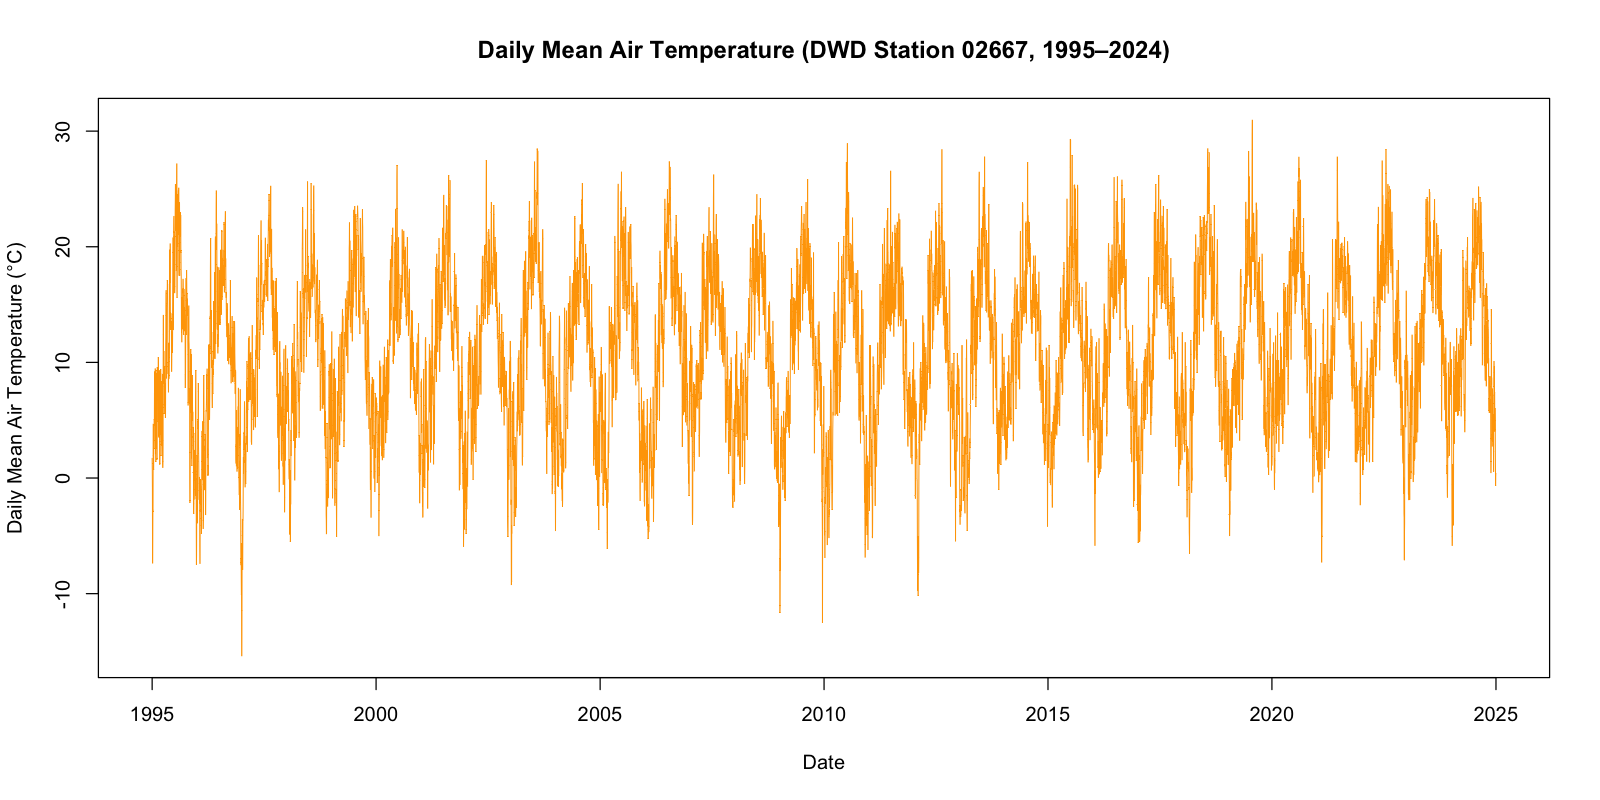 Daily Mean Air Temperature (DWD Station 02667, 1995–2024)
Daily Mean Air Temperature (°C)
30
20
10
0
-10
1995 2000 2005 2010 2015 2020 2025
Date